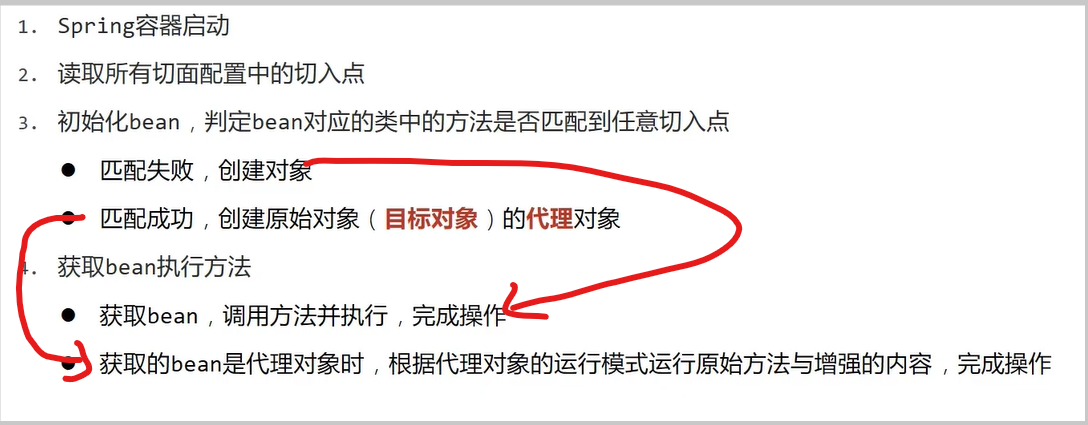 1. Spring容器启动
2. 读取所有切面配置中的切入点
3. 初始化bean，判定bean对应的类中的方法是否匹配到任意切入点
● 匹配失败，创建对象
● 匹配成功，创建原始对象（目标对象）的代理对象
4. 获取bean执行方法
● 获取bean，调用方法并执行，完成操作
● 获取的bean是代理对象时，根据代理对象的运行模式运行原始方法与增强的内容，完成操作